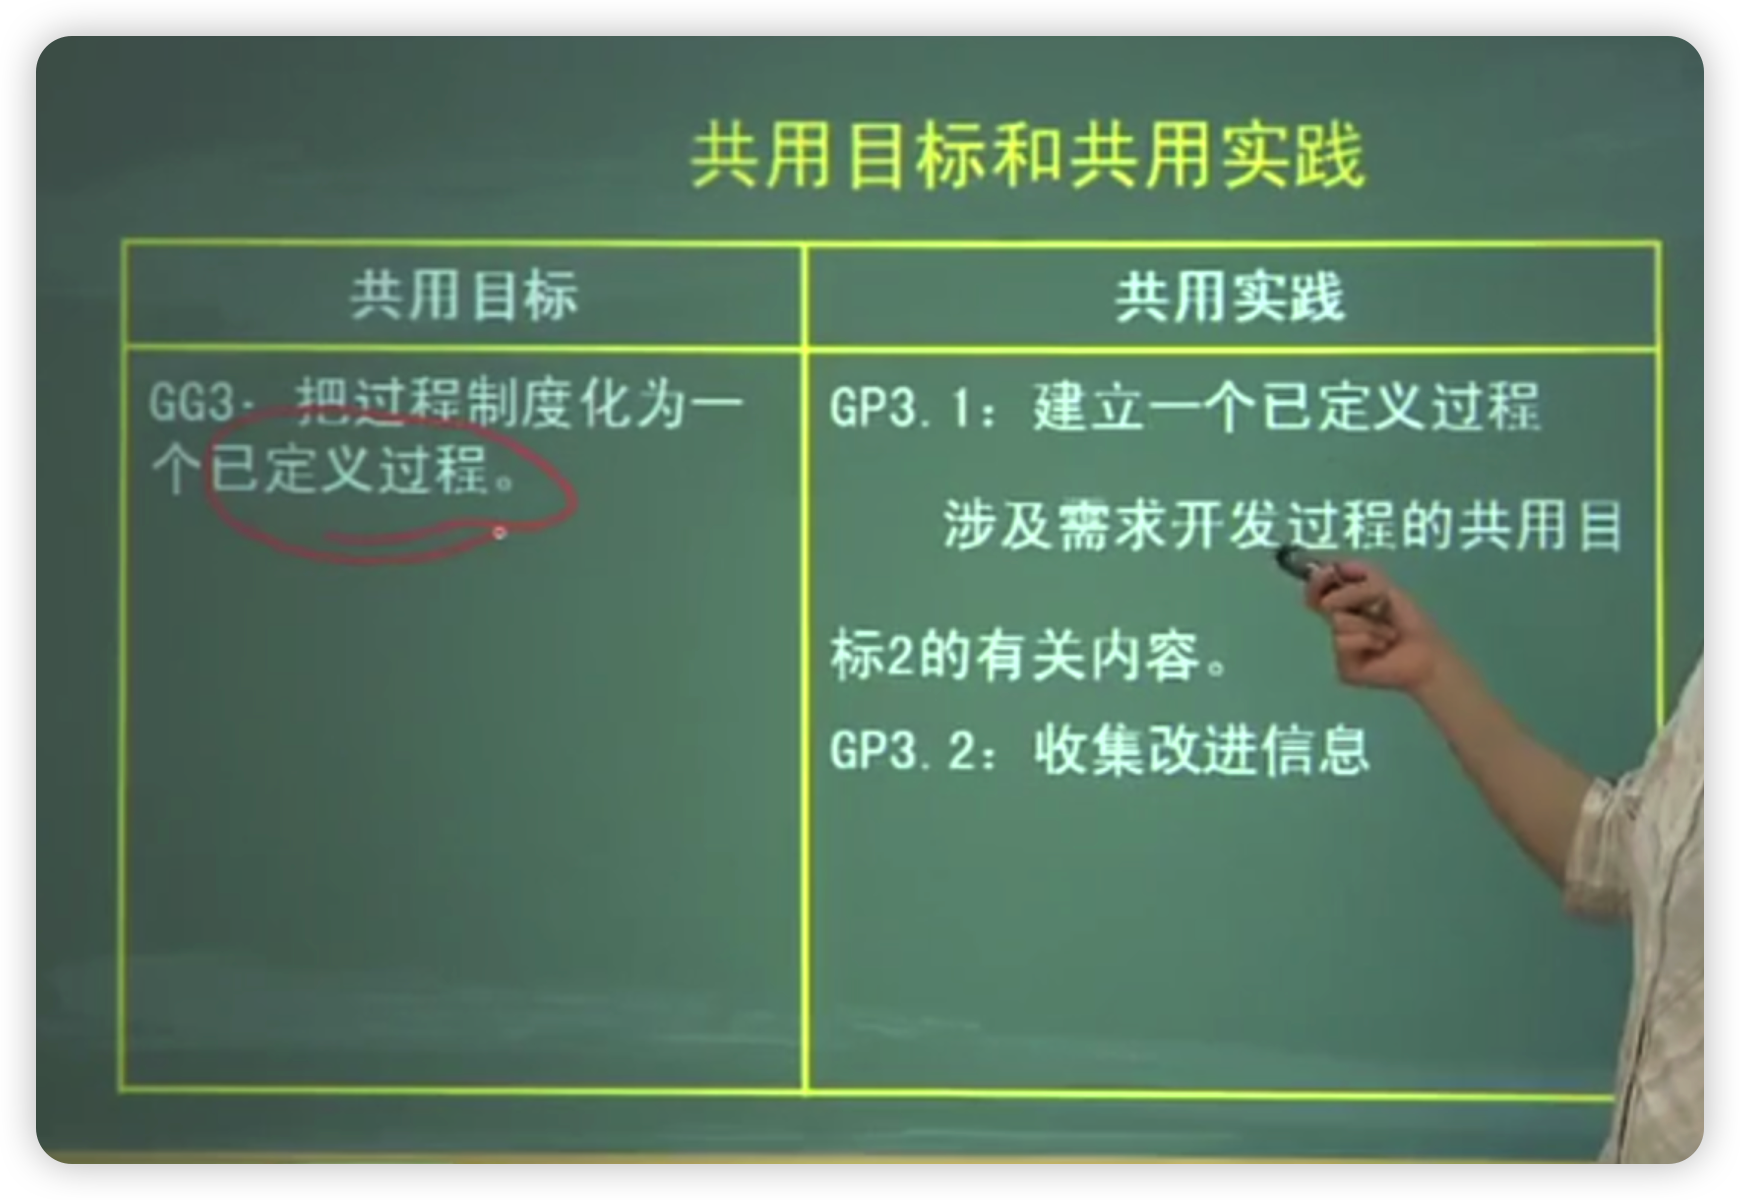 共用目标和共用实践
共用目标
共用实践
GG3：把过程制度化为一
个已定义过程。
GP3.1：建立一个已定义过程
涉及需求开发过程的共用目
标2的有关内容。
GP3.2：收集改进信息